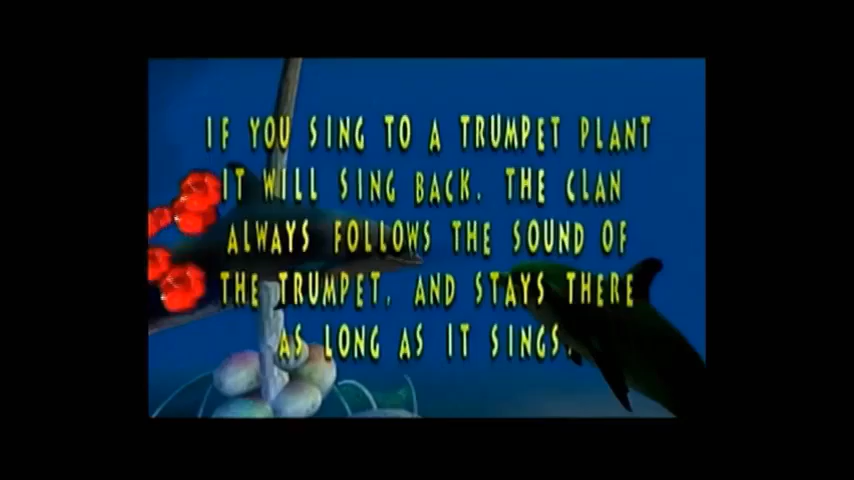 IF YOU SING TO A TRUMPET PLANT
IT WILL SING BACK. THE CLAN
ALWAYS FOLLOWS THE SOUND OF
THE TRUMPET, AND STAYS THERE
AS LONG AS IT SINGS.